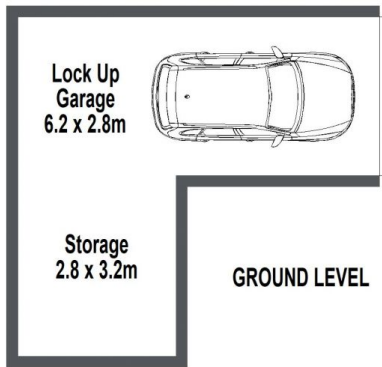 Lock Up
Garage
6.2 x 2.8m
Storage
2.8 x 3.2m
GROUND LEVEL